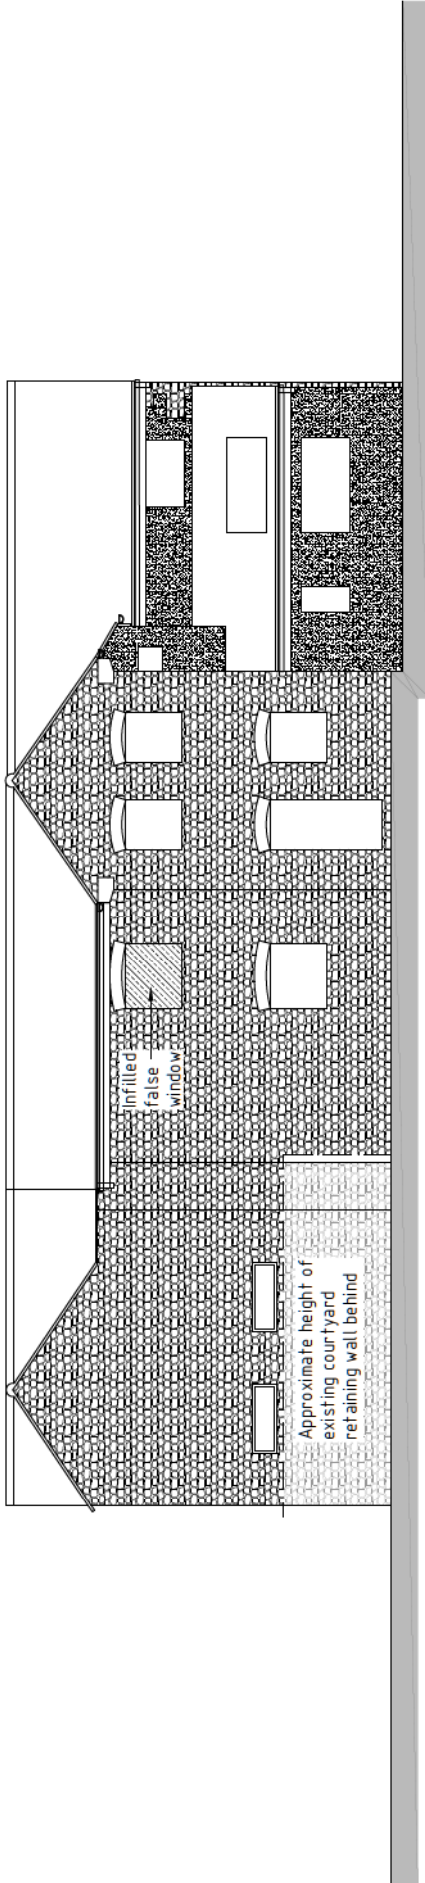 Infilled
false
window
Approximate height of
existing courtyard
retaining wall behind